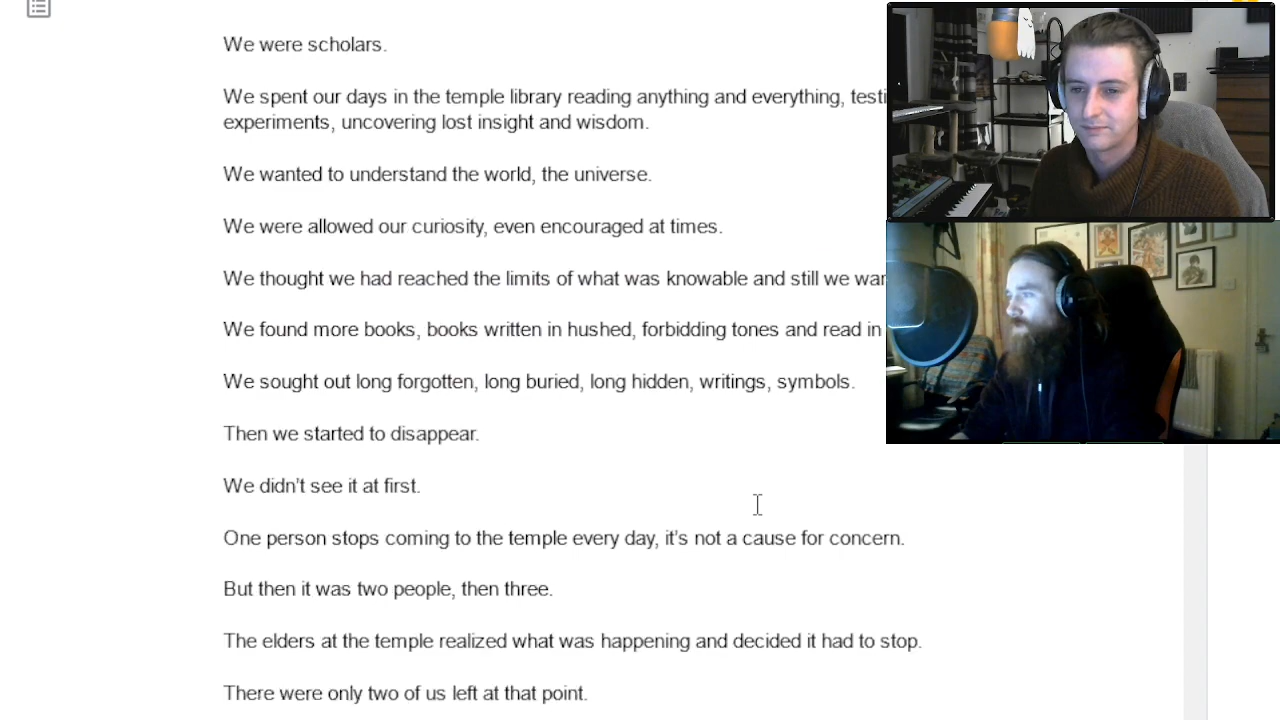 We were scholars.
We spent our days in the temple library reading anything and everything,
experiments, uncovering lost insight and wisdom.
We wanted to understand the world, the universe.
We were allowed our curiosity, even encouraged at times.
We thought we had reached the limits of what was knowable and still we
We found more books, books written in hushed, forbidding tones and read in
We sought out long forgotten, long buried, long hidden, writings, symbols.
Then we started to disappear.
We didn't see it at first.
One person stops coming to the temple every day, it's not a cause for concern.
But then it was two people, then three.
The elders at the temple realized what was happening and decided it had to stop.
There were only two of us left at that point.